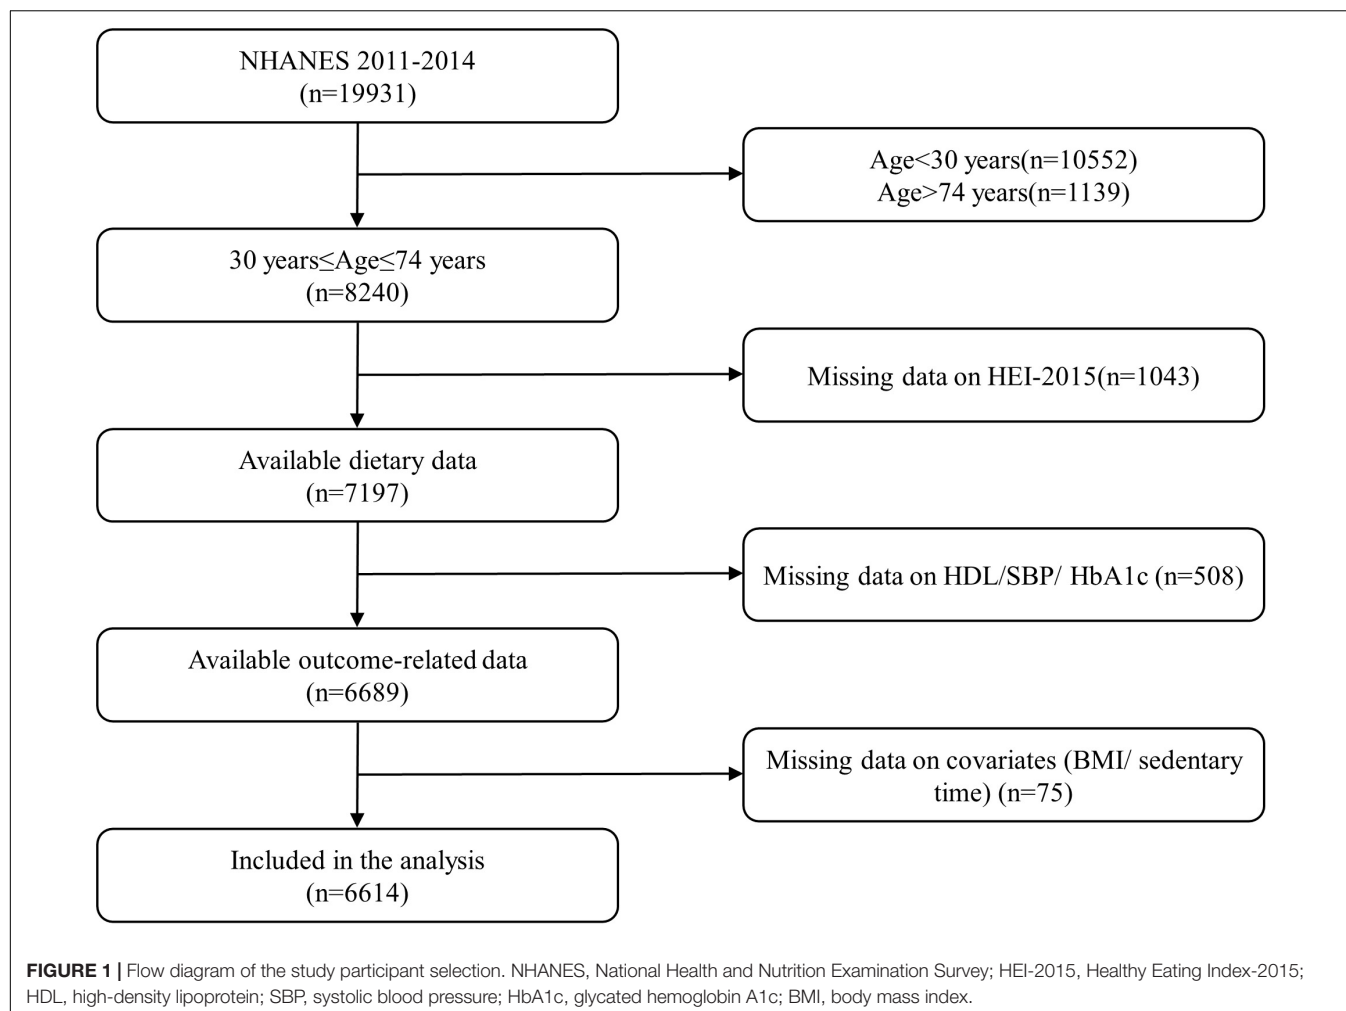 NHANES 2011-2014
(n=19931)
Age<30 years(n=10552)
Age>74 years(n=1139)
30 years≤Age≤74 years
(n=8240)
Missing data on HEI-2015(n=1043)
Available dietary data
(n=7197)
Missing data on HDL/SBP/ HbA1c (n=508)
Available outcome-related data
(n=6689)
Missing data on covariates (BMI/ sedentary
time) (n=75)
Included in the analysis
(n=6614)
FIGURE 1 | Flow diagram of the study participant selection. NHANES, National Health and Nutrition Examination Survey; HEI-2015, Healthy Eating Index-2015;
HDL, high-density lipoprotein; SBP, systolic blood pressure; HbA1c, glycated hemoglobin A1c; BMI, body mass index.